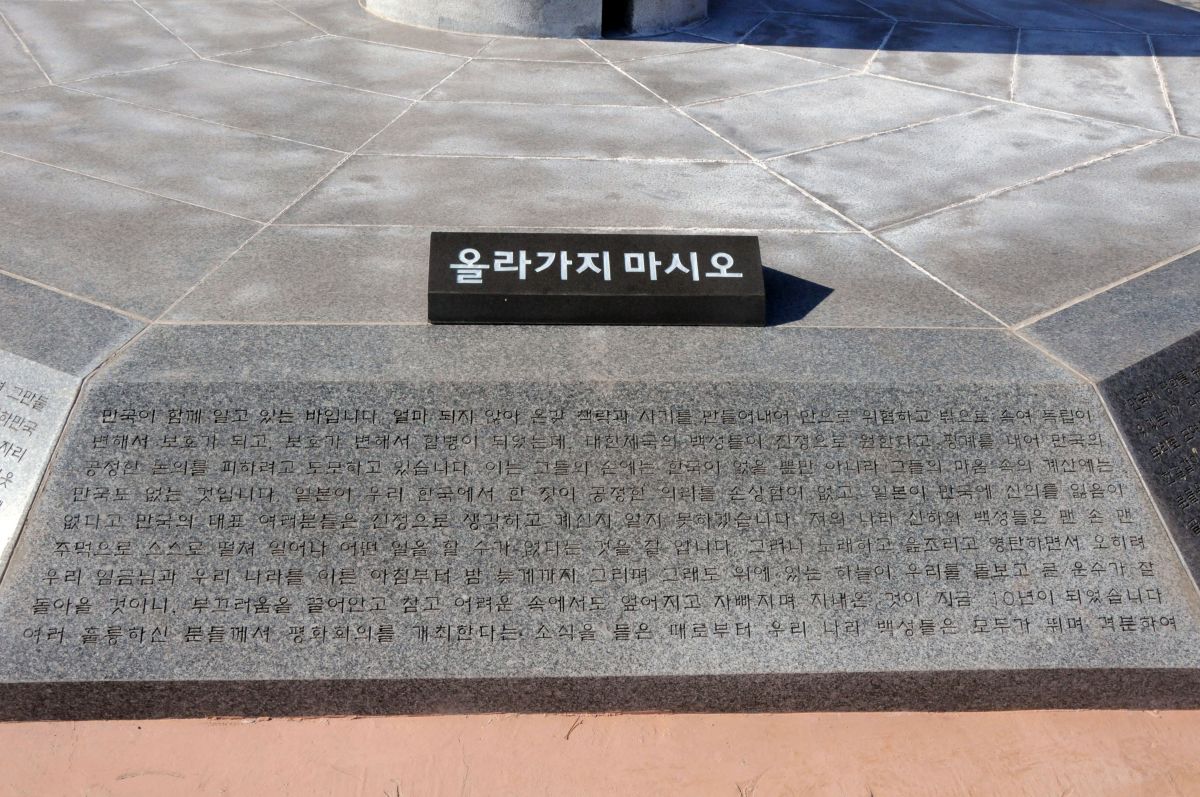 올라가지 마시오
만국이 함께 알고 있는 바입니다. 얼마 되지 않아 온갖 책략과 사기를 만들어내어 안으로 위협하고 밖으로 속여 독립이
변해서 보호가 되고, 보호가 변해서 합병이 되었는데, 대한제국의 백성들이 진정으로 원한다고 핑계를 대어 만국의
공정한 논의를 피하려고 도모하고 있습니다. 이는 그들의 손에는 한국이 없을 뿐만 아니라 그들의 마음 속의 계산에는
만국도 없는 것입니다. 일본이 우리 한국에서 한 짓이 공정한 의리를 손상함이 없고, 일본이 만국에 신의를 잃음이
없다고 만국의 대표 여러분들은 진정으로 생각하고 계신지 알지 못하겠습니다. 저의 나라 신하와 백성들은 맨 손 맨
주먹으로 스스로 떨쳐 일어나 어떤 일을 할 수가 없다는 것을 잘 압니다. 그러나 노래하고 읊조리고 영탄하면서 오히려
우리 임금님과 우리 나라를 이른 아침부터 밤 늦게까지 그리며 그래도 위에 있는 하늘이 우리를 돌보고 곧 운수가 잘
돌아올 것이니, 부끄러움을 끌어안고 참고 어려운 속에서도 엎어지고 자빠지며 지내온 것이 지금 10년이 되었습니다.
여러 훌륭하신 분들께서 평화회의를 개최한다는 소식을 들은 때로부터 우리 나라 백성들은 모두가 뛰며 격분하여